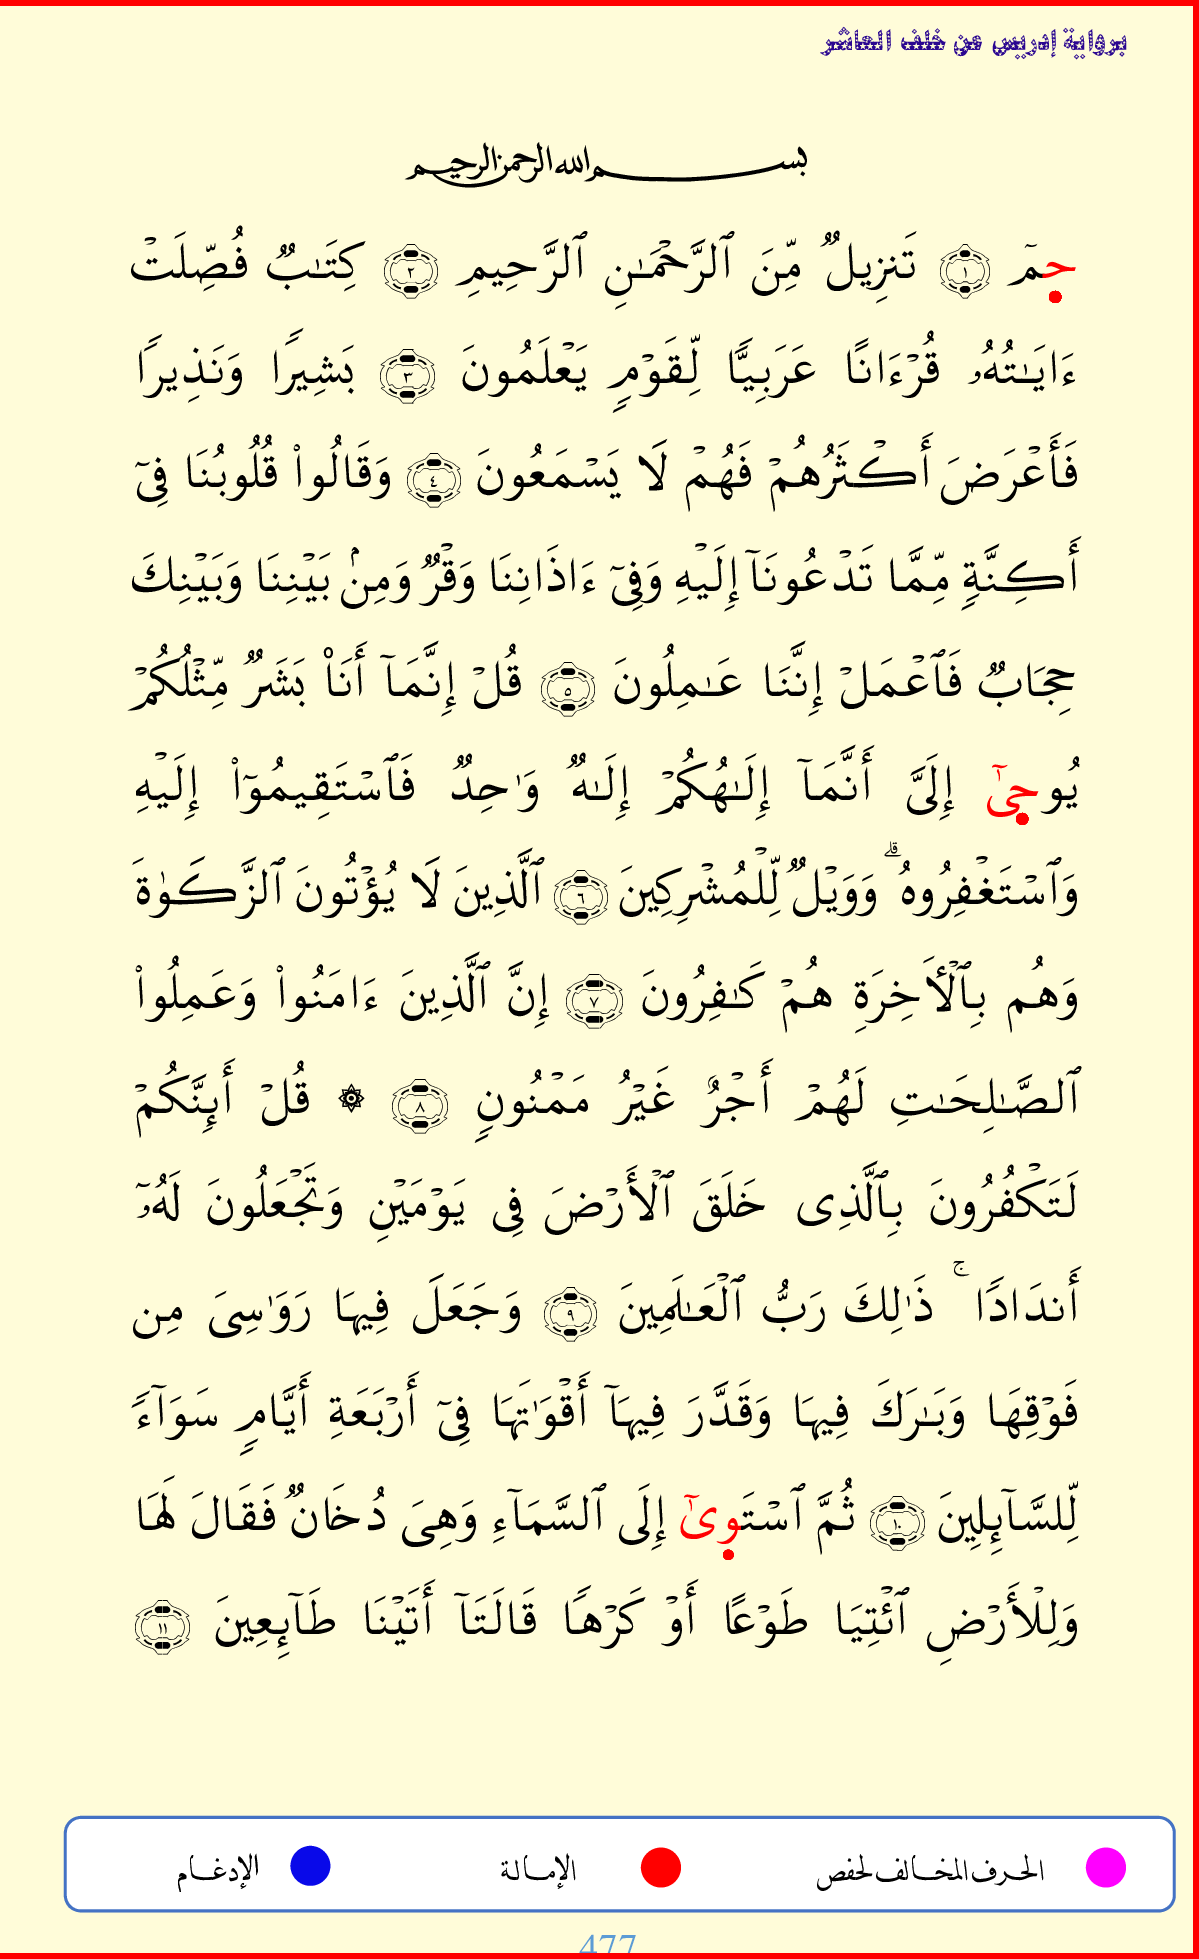 برواية إدريس عن خلف العاشر
بسم الله الرحمن الرحيم
حمٓ ١ تَنزِيلٌ مِّنَ ٱلرَّحْمَـٰنِ ٱلرَّحِيمِ ٢ كِتَـٰبٌ فُصِّلَتْ
ءَايَـٰتُهُۥ قُرْءَانًا عَرَبِيًّا لِّقَوْمٍ يَعْلَمُونَ ٣ بَشِيرًا وَنَذِيرًا
فَأَعْرَضَ أَكْثَرُهُمْ فَهُمْ لَا يَسْمَعُونَ ٤ وَقَالُوا۟ قُلُوبُنَا فِىٓ
أَكِنَّةٍ مِّمَّا تَدْعُونَآ إِلَيْهِ وَفِىٓ ءَاذَانِنَا وَقْرٌ وَمِنۢ بَيْنِنَا وَبَيْنِكَ
حِجَابٌ فَٱعْمَلْ إِنَّنَا عَـٰمِلُونَ ٥ قُلْ إِنَّمَآ أَنَا۠ بَشَرٌ مِّثْلُكُمْ
يُوحِىٰٓ إِلَىَّ أَنَّمَآ إِلَـٰهُكُمْ إِلَـٰهٌ وَٰحِدٌ فَٱسْتَقِيمُوٓا۟ إِلَيْهِ
وَٱسْتَغْفِرُوهُ ۗ وَوَيْلٌ لِّلْمُشْرِكِينَ ٦ ٱلَّذِينَ لَا يُؤْتُونَ ٱلزَّكَوٰةَ
وَهُم بِٱلْأَخِرَةِ هُمْ كَـٰفِرُونَ ٧ إِنَّ ٱلَّذِينَ ءَامَنُوا۟ وَعَمِلُوا۟
ٱلصَّـٰلِحَـٰتِ لَهُمْ أَجْرٌ غَيْرُ مَمْنُونٍ ٨ ۞ قُلْ أَئِنَّكُمْ
لَتَكْفُرُونَ بِٱلَّذِى خَلَقَ ٱلْأَرْضَ فِى يَوْمَيْنِ وَتَجْعَلُونَ لَهُۥٓ
أَندَادًا ۚ ذَٰلِكَ رَبُّ ٱلْعَـٰلَمِينَ ٩ وَجَعَلَ فِيهَا رَوَٰسِىَ مِن
فَوْقِهَا وَبَـٰرَكَ فِيهَا وَقَدَّرَ فِيهَآ أَقْوَٰتَهَا فِىٓ أَرْبَعَةِ أَيَّامٍ سَوَآءً
لِّلسَّآئِلِينَ ١٠ ثُمَّ ٱسْتَوِىٰٓ إِلَى ٱلسَّمَآءِ وَهِىَ دُخَانٌ فَقَالَ لَهَا
وَلِلْأَرْضِ ٱئْتِيَا طَوْعًا أَوْ كَرْهًا قَالَتَآ أَتَيْنَا طَآئِعِينَ ١١
الحرف المخالف لحفص الإمالة الإدغام
477